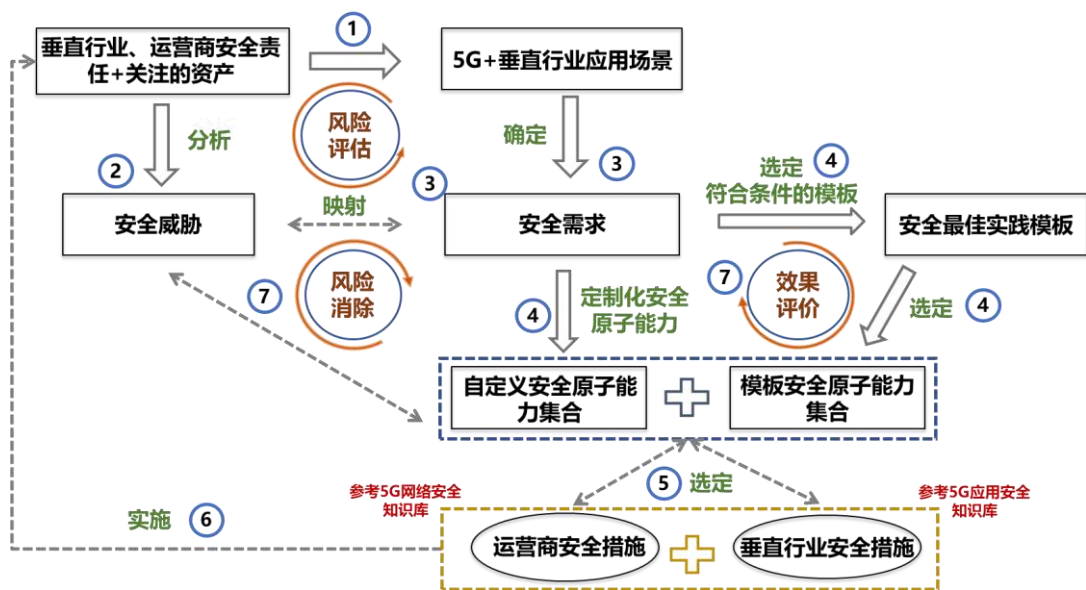 ①
垂直行业、运营商安全责
任+关注的资产
5G+垂直行业应用场景
分析
风险
评估
确定
②
③
③
选定
④
符合条件的模板
安全威胁
映射
安全需求
安全最佳实践模板
⑦
风险
消除
④
定制化安全
原子能力
⑦
效果
评价
选定
④
自定义安全原子能
力集合
模板安全原子能力
集合
参考5G网络安全
知识库
⑤
选定
参考5G应用安全
知识库
实施
⑥
运营商安全措施
垂直行业安全措施